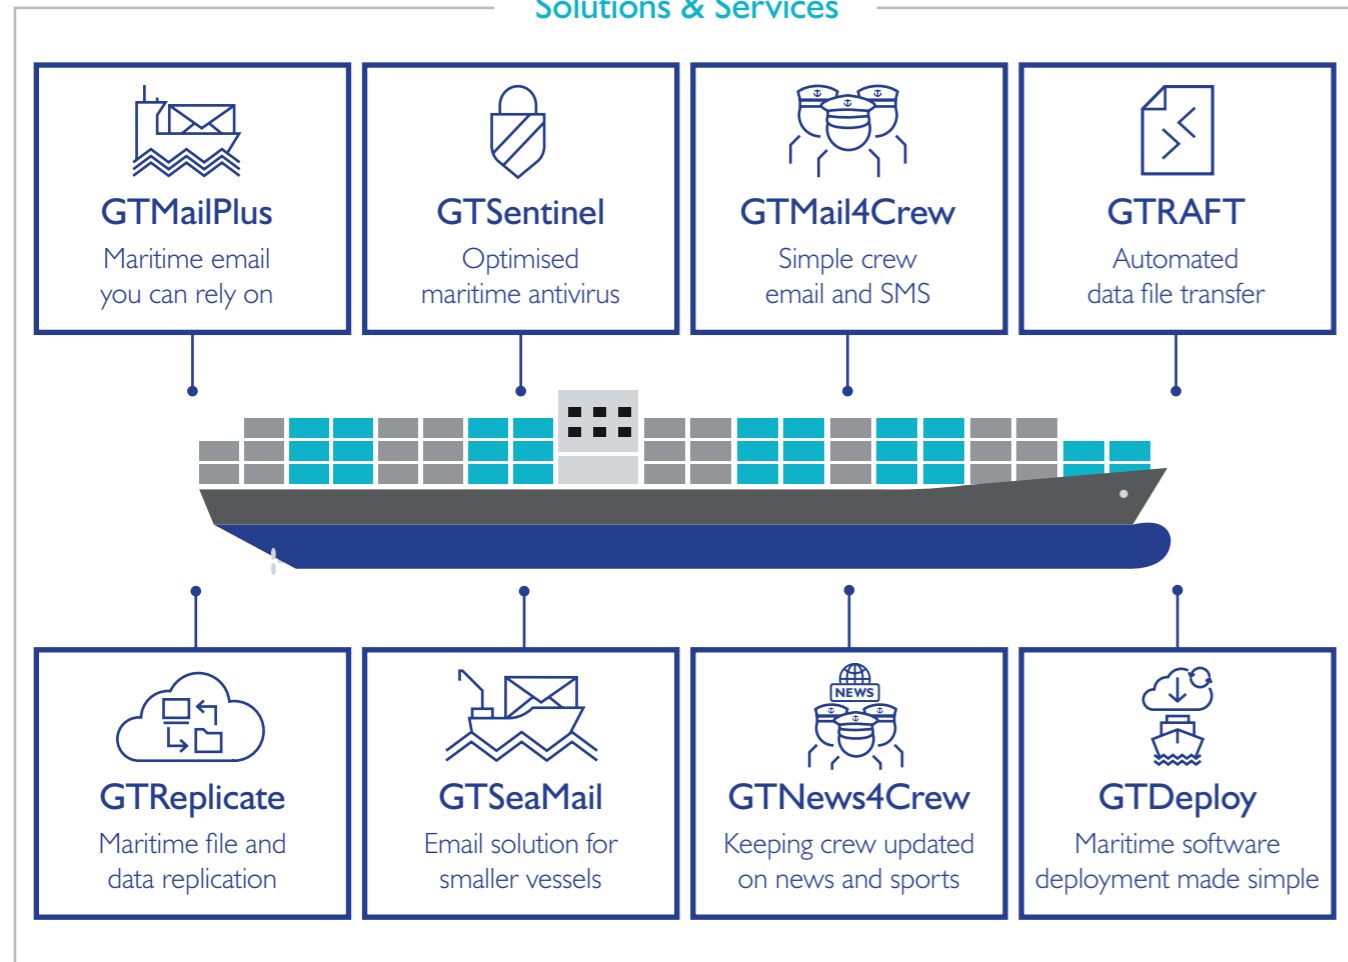 Solutions & Services
GTMailPlus
Maritime email
you can rely on
GTSentinel
Optimised
maritime antivirus
GTMail4Crew
Simple crew
email and SMS
GTRAFT
Automated
data file transfer
GTReplicate
Maritime file and
data replication
GTSeaMail
Email solution for
smaller vessels
NEWS
GTNews4Crew
Keeping crew updated
on news and sports
GTDeploy
Maritime software
deployment made simple